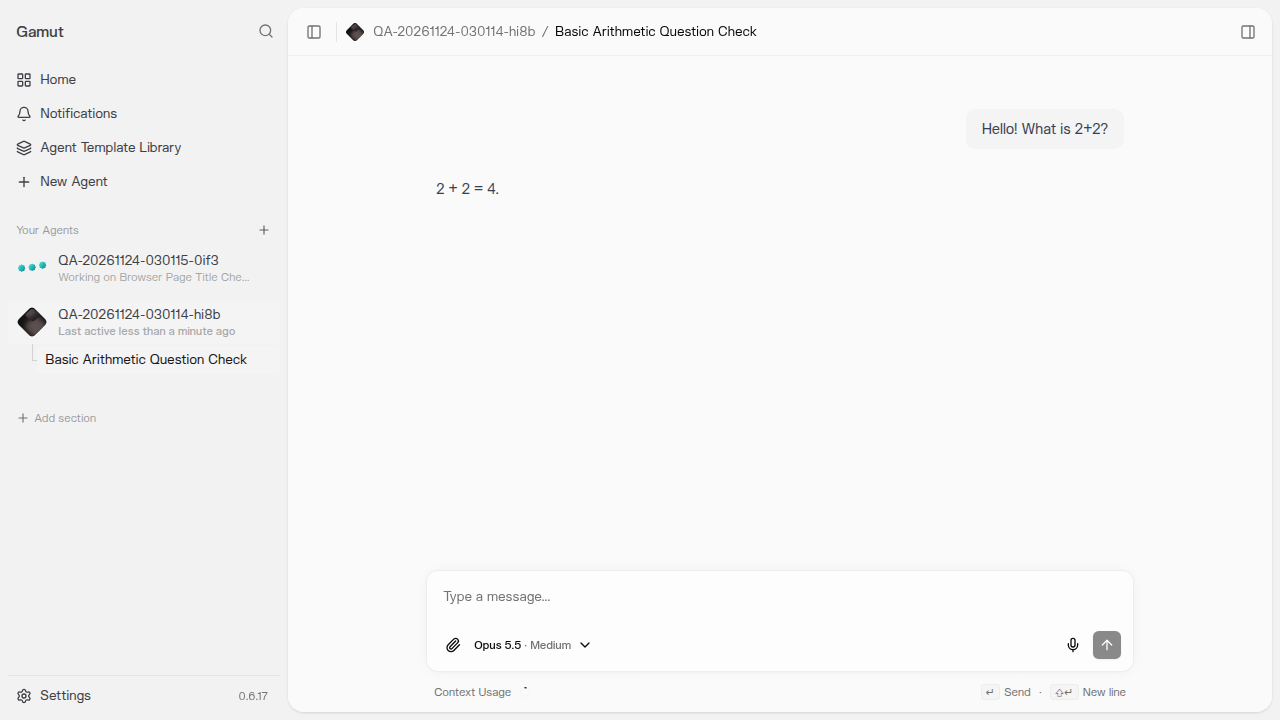 Gamut
Home
Notifications
Agent Template Library
New Agent
Your Agents
QA-20261124-030115-0if3
Working on Browser Page Title Che...
QA-20261124-030114-hi8b
Last active less than a minute ago
Basic Arithmetic Question Check
Add section
Settings
0.6.17
QA-20261124-030114-hi8b / Basic Arithmetic Question Check
Hello! What is 2+2?
2 + 2 = 4.
Type a message...
Opus 5.5 · Medium
Context Usage
↵ Send · ⇧↵ New line